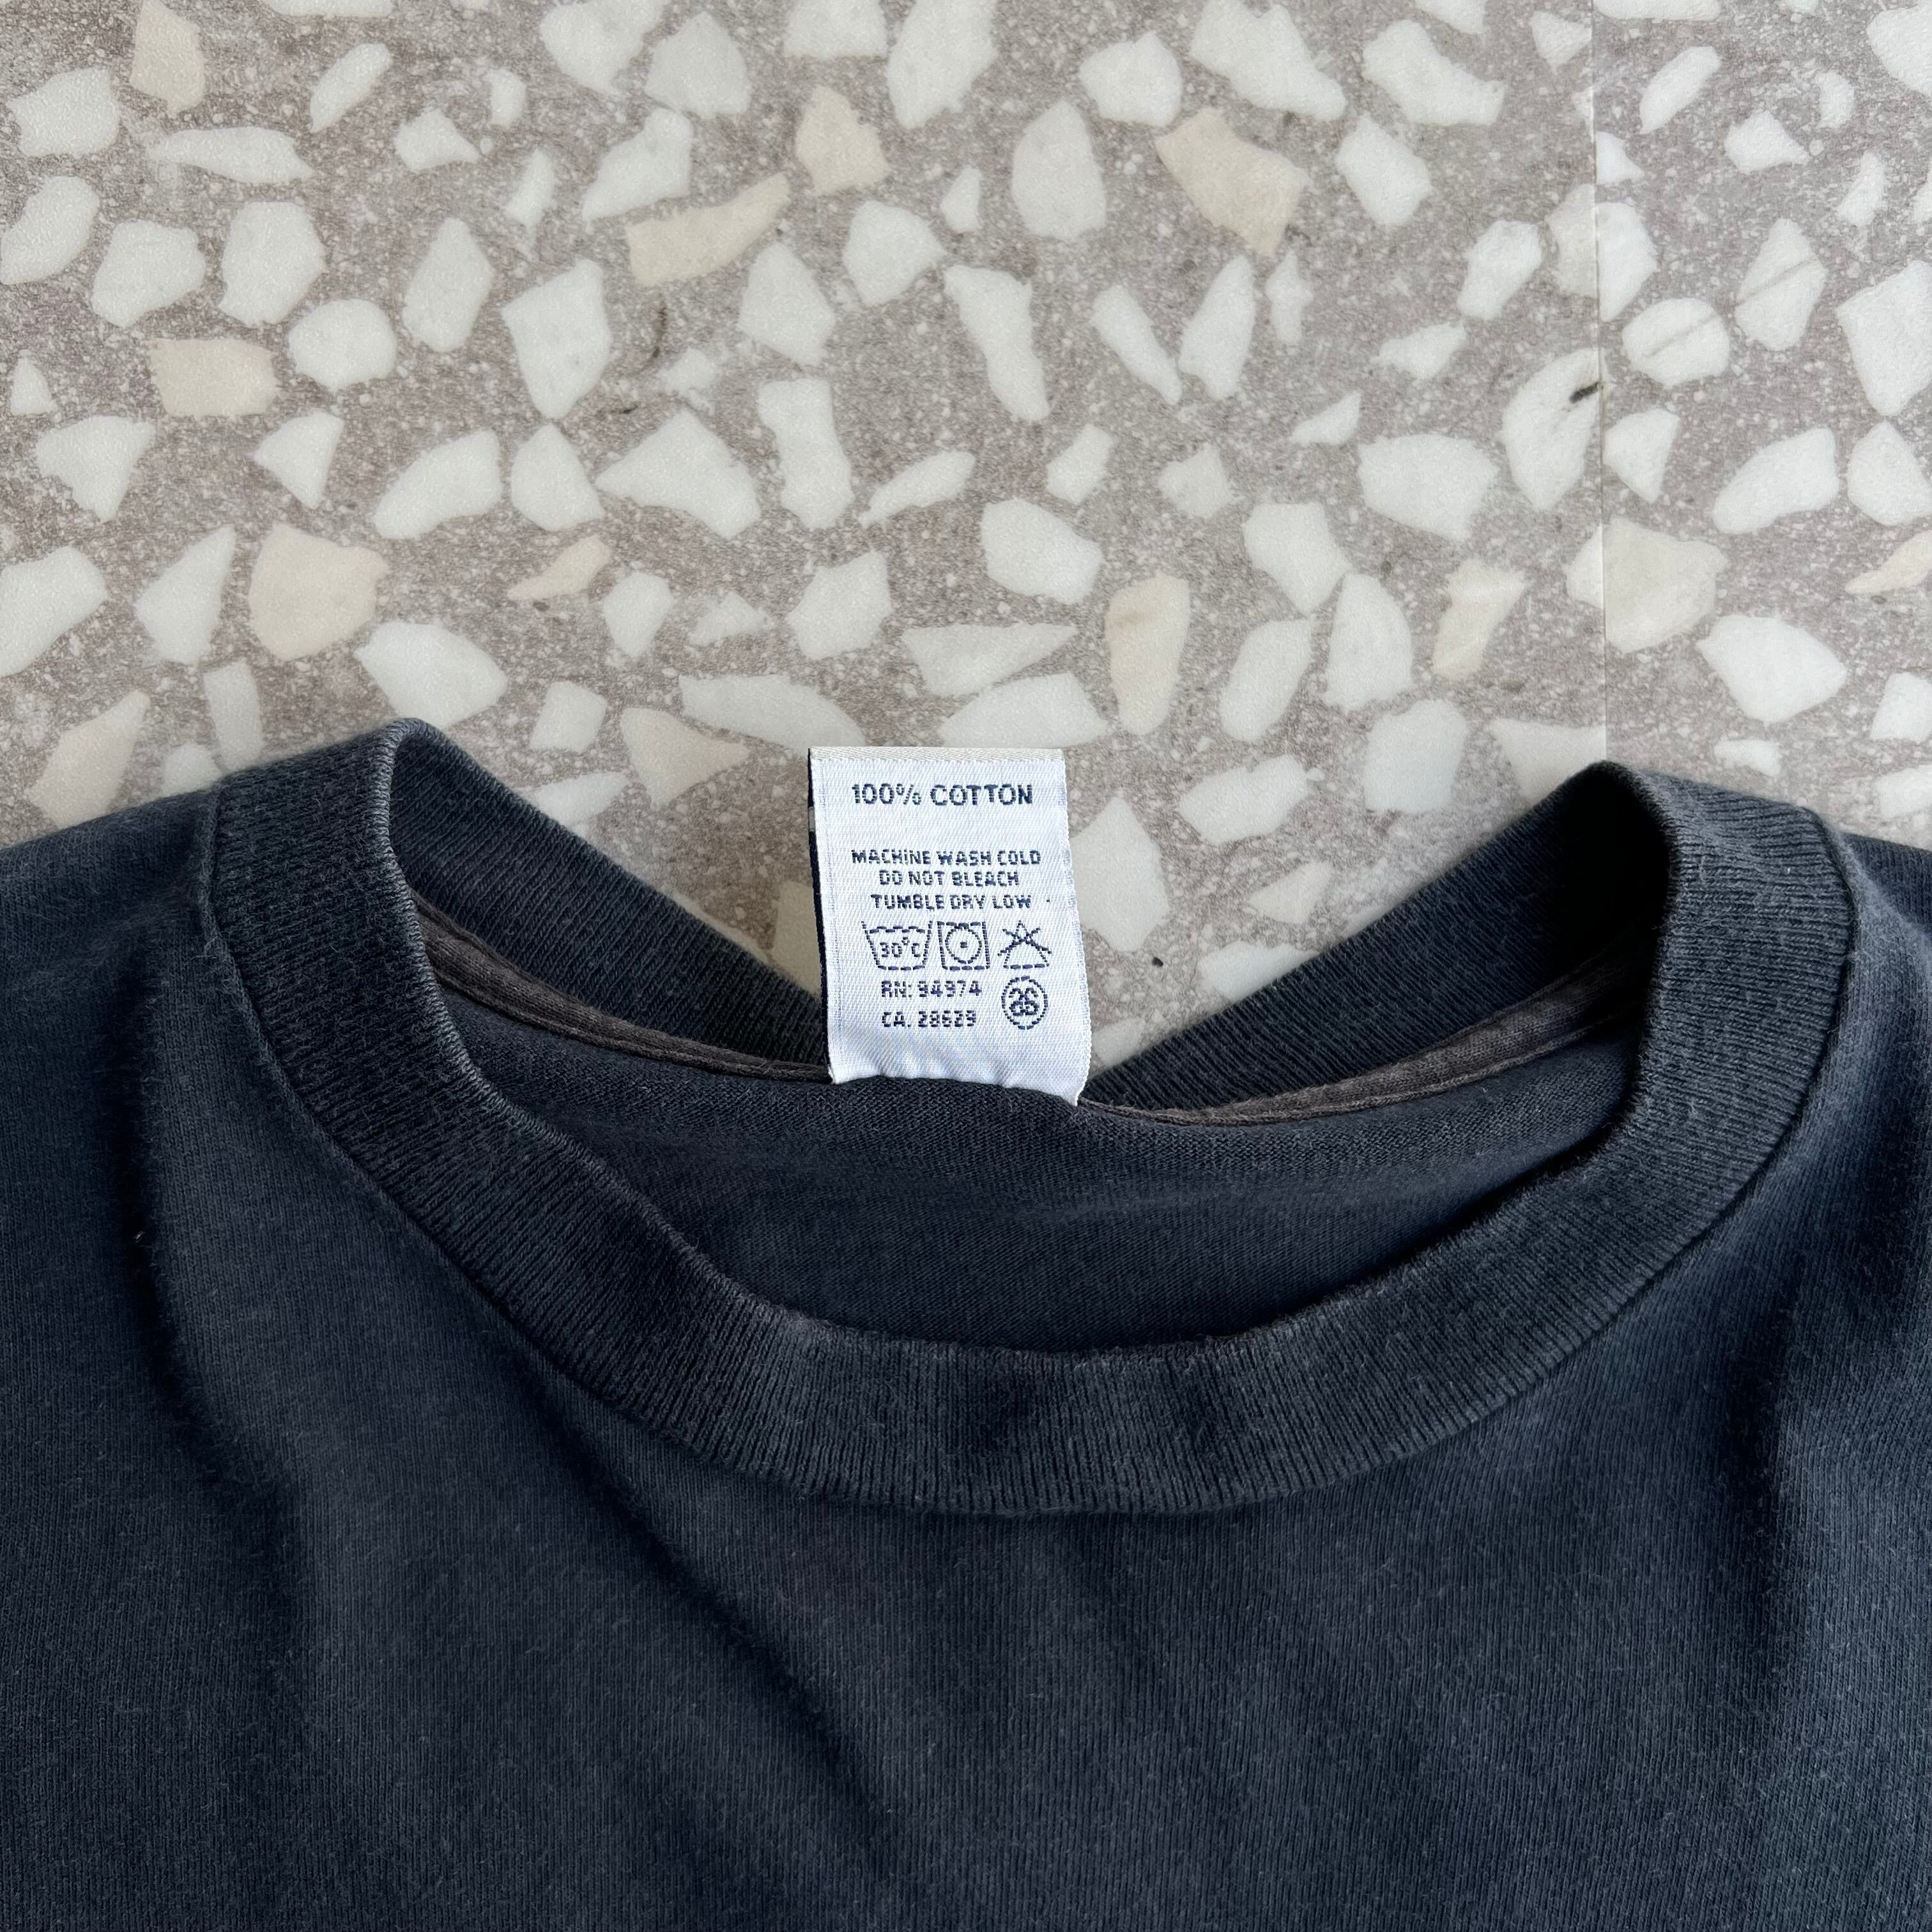 100% COTTON
MACHINE WASH COLD
DO NOT BLEACH
TUMBLE DRY LOW
30°C
RN: 94974
CA. 28629